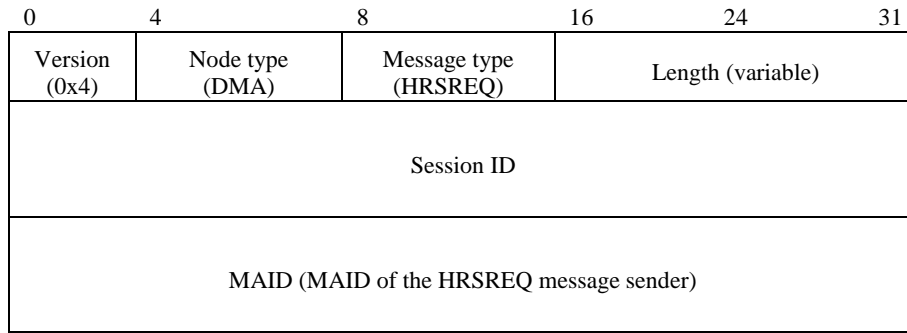 0 4 8 16 24 31
Version Node type Message type Length (variable)
(0x4) (DMA) (HRSREQ)
Session ID
MAID (MAID of the HRSREQ message sender)